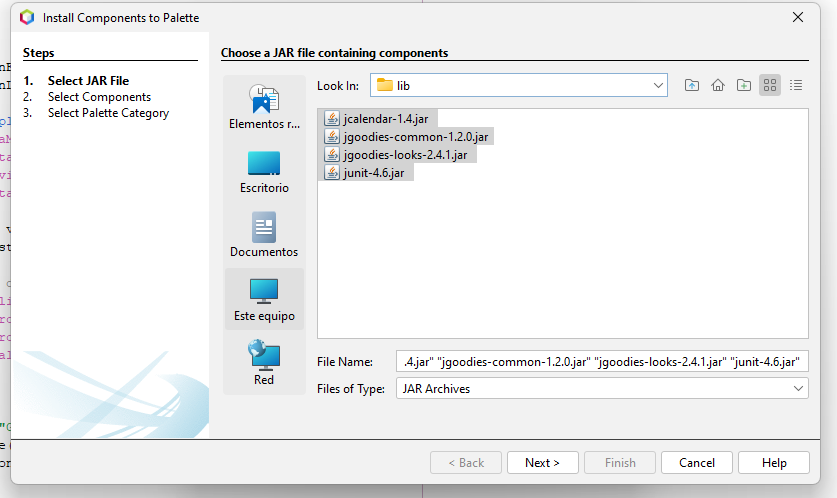 Install Components to Palette
Steps
1. Select JAR File
2. Select Components
3. Select Palette Category
Choose a JAR file containing components
Look In: lib
Elementos r...
Escritorio
Documentos
Este equipo
Red
jcalendar-1.4.jar
jgoodies-common-1.2.0.jar
jgoodies-looks-2.4.1.jar
junit-4.6.jar
File Name: .4.jar" "jgoodies-common-1.2.0.jar" "jgoodies-looks-2.4.1.jar" "junit-4.6.jar"
Files of Type: JAR Archives
< Back Next > Finish Cancel Help